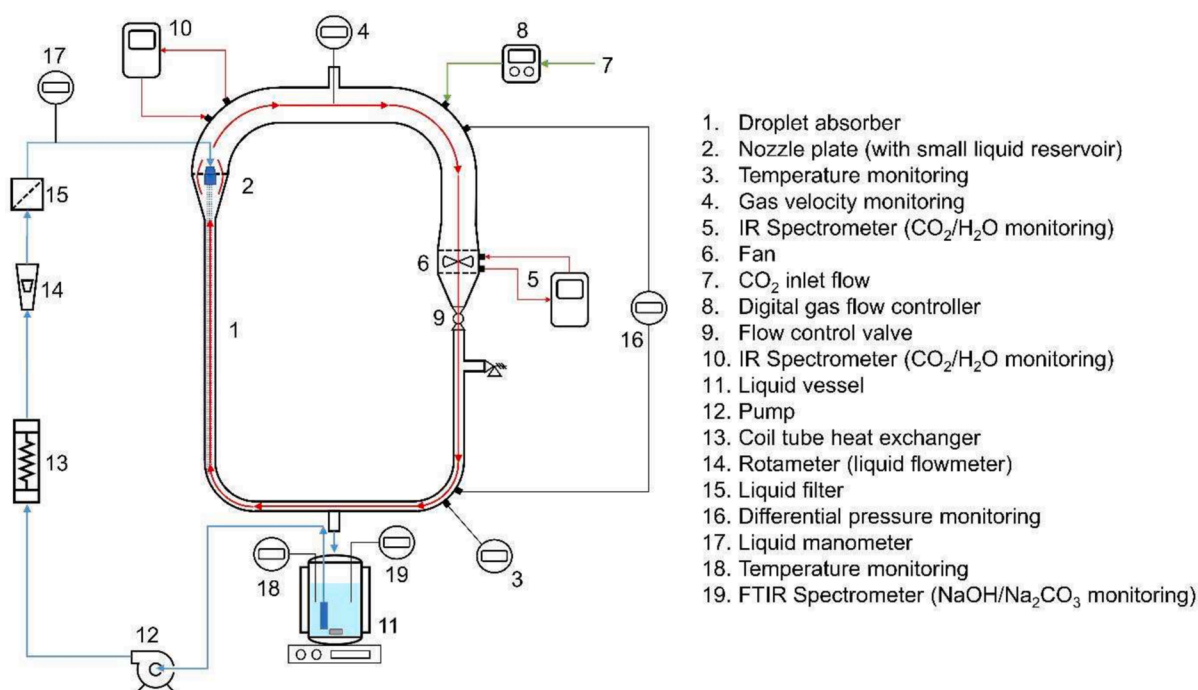 10
4
8
17
7
2
15
6
5
14
9
16
1
13
18
19
3
11
12
1. Droplet absorber
2. Nozzle plate (with small liquid reservoir)
3. Temperature monitoring
4. Gas velocity monitoring
5. IR Spectrometer (CO₂/H₂O monitoring)
6. Fan
7. CO₂ inlet flow
8. Digital gas flow controller
9. Flow control valve
10. IR Spectrometer (CO₂/H₂O monitoring)
11. Liquid vessel
12. Pump
13. Coil tube heat exchanger
14. Rotameter (liquid flowmeter)
15. Liquid filter
16. Differential pressure monitoring
17. Liquid manometer
18. Temperature monitoring
19. FTIR Spectrometer (NaOH/Na₂CO₃ monitoring)